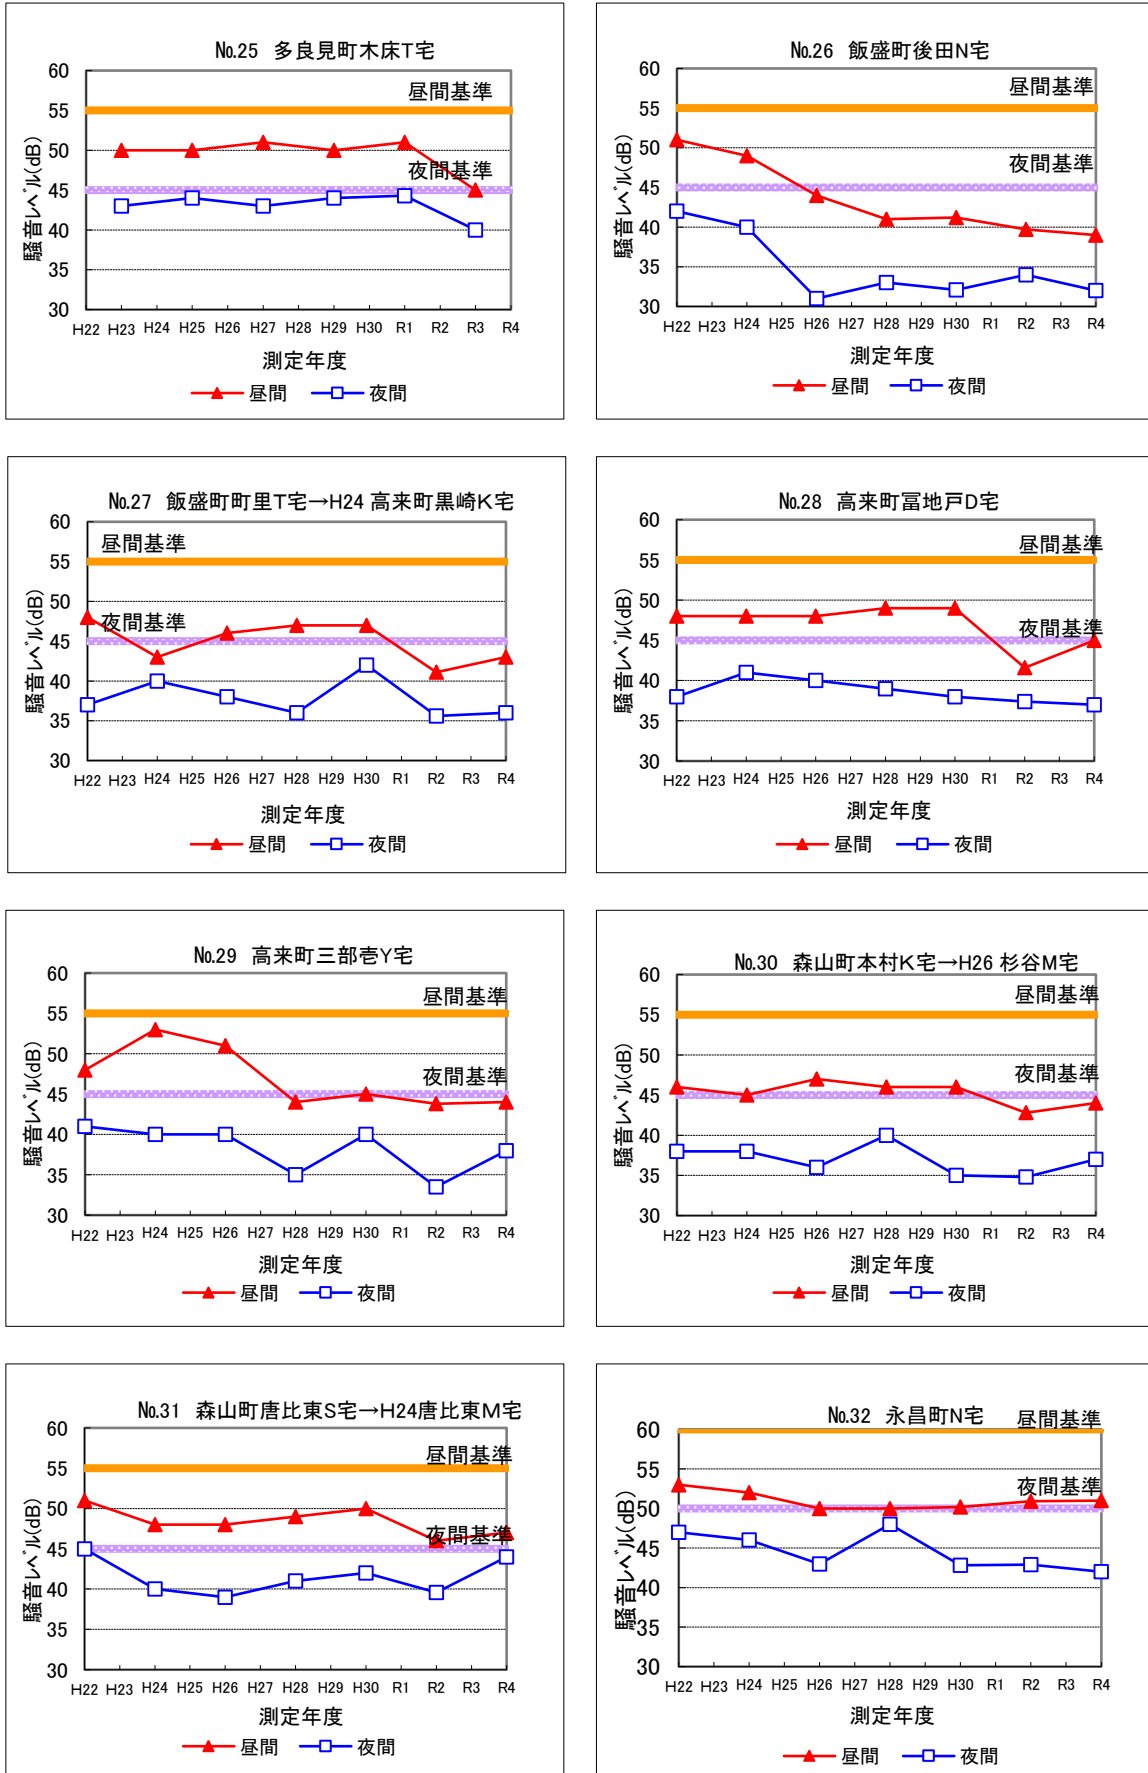 №.25 多良見町木床T宅
60
55
50
45
40
35
30
騒音レベル(dB)
昼間基準
夜間基準
H22 H23 H24 H25 H26 H27 H28 H29 H30 R1 R2 R3 R4
測定年度
昼間 夜間
№.26 飯盛町後田N宅
60
55
50
45
40
35
30
騒音レベル(dB)
昼間基準
夜間基準
H22 H23 H24 H25 H26 H27 H28 H29 H30 R1 R2 R3 R4
測定年度
昼間 夜間
№.27 飯盛町町里T宅→H24 高来町黒崎K宅
60
55
50
45
40
35
30
騒音レベル(dB)
昼間基準
夜間基準
H22 H23 H24 H25 H26 H27 H28 H29 H30 R1 R2 R3 R4
測定年度
昼間 夜間
№.28 高来町冨地戸D宅
60
55
50
45
40
35
30
騒音レベル(dB)
昼間基準
夜間基準
H22 H23 H24 H25 H26 H27 H28 H29 H30 R1 R2 R3 R4
測定年度
昼間 夜間
№.29 高来町三部壱Y宅
60
55
50
45
40
35
30
騒音レベル(dB)
昼間基準
夜間基準
H22 H23 H24 H25 H26 H27 H28 H29 H30 R1 R2 R3 R4
測定年度
昼間 夜間
№.30 森山町本村K宅→H26 杉谷M宅
60
55
50
45
40
35
30
騒音レベル(dB)
昼間基準
夜間基準
H22 H23 H24 H25 H26 H27 H28 H29 H30 R1 R2 R3 R4
測定年度
昼間 夜間
№.31 森山町唐比東S宅→H24唐比東M宅
60
55
50
45
40
35
30
騒音レベル(dB)
昼間基準
夜間基準
H22 H23 H24 H25 H26 H27 H28 H29 H30 R1 R2 R3 R4
測定年度
昼間 夜間
№.32 永昌町N宅
60
55
50
45
40
35
30
騒音レベル(dB)
昼間基準
夜間基準
H22 H23 H24 H25 H26 H27 H28 H29 H30 R1 R2 R3 R4
測定年度
昼間 夜間